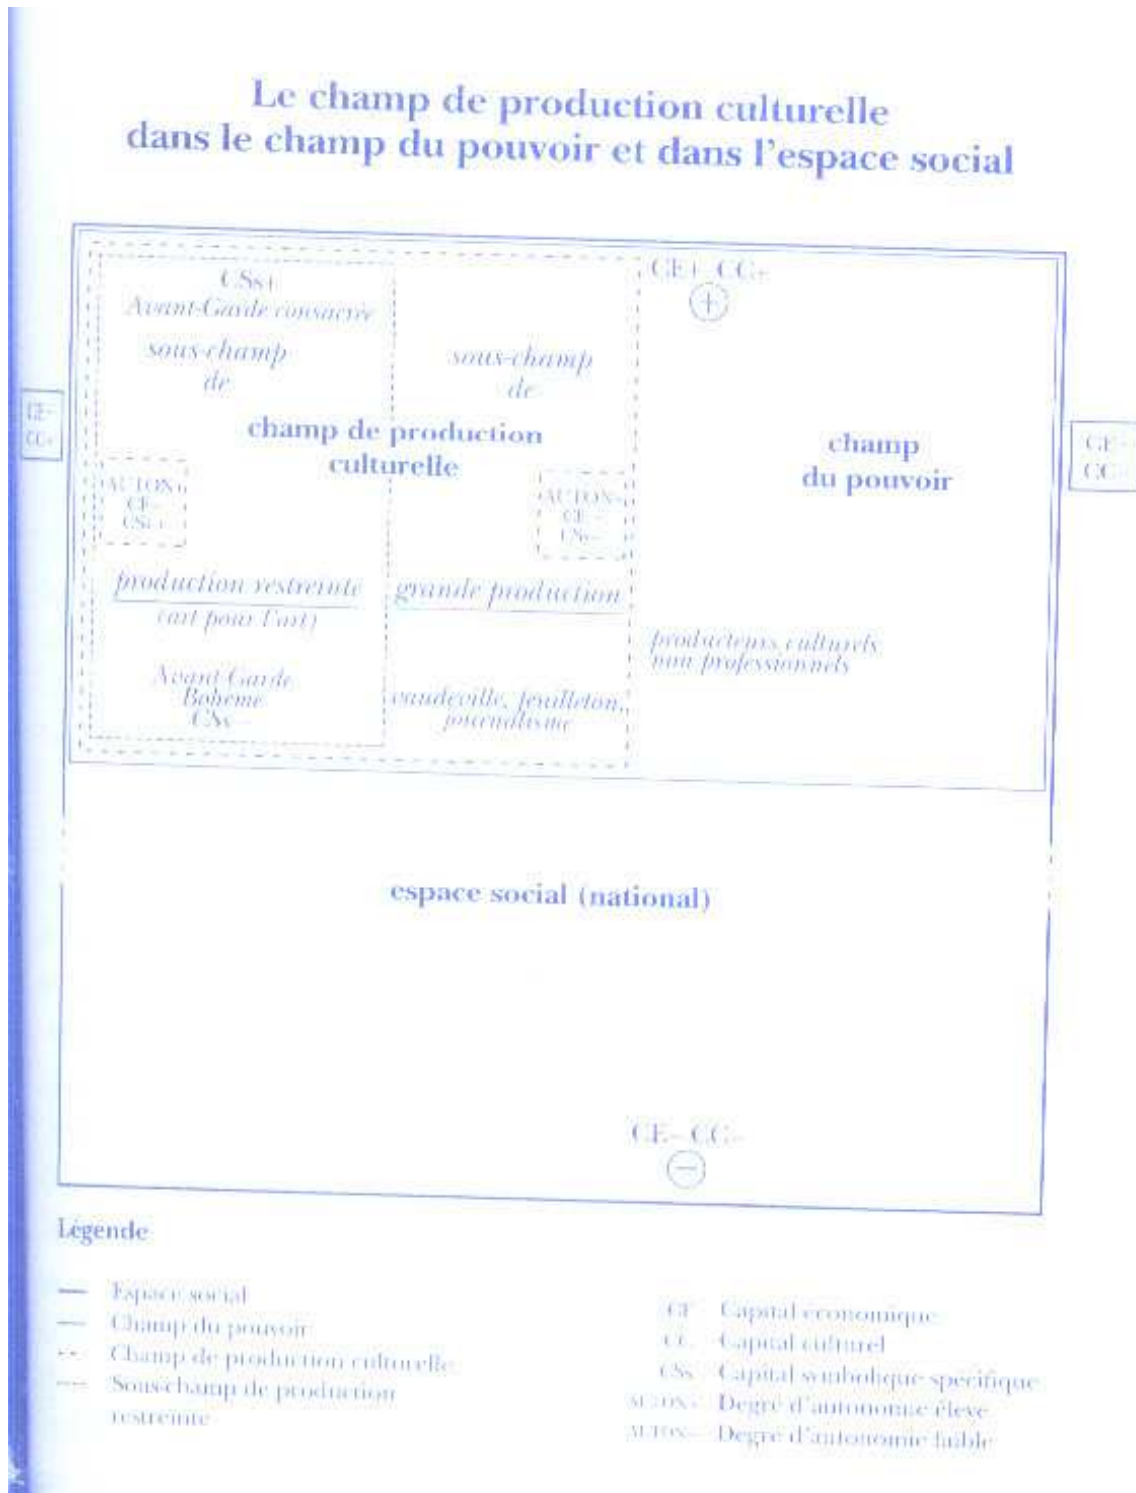 Le champ de production culturelle
dans le champ du pouvoir et dans l'espace social
CSs+
Avant-Garde consacrée
sous-champ
de
sous-champ
de
CE+ CC+
+
CE-
CC+
champ de production
culturelle
champ
du pouvoir
CC
AUTON+
CE-
CSs+
AUTON-
CSs-
production restreinte
(art pour l'art)
grande production
producteurs culturels
non professionnels
Avant-Garde
Bohème
CSs-
vaudeville, feuilleton,
journalisme
espace social (national)
CE- CC-
−
Légende
Espace social
Champ du pouvoir
Champ de production culturelle
Sous-champ de production
restreinte
CE Capital économique
CC Capital culturel
CSs Capital symbolique spécifique
AUTON+ Degré d'autonomie élevé
AUTON- Degré d'autonomie faible